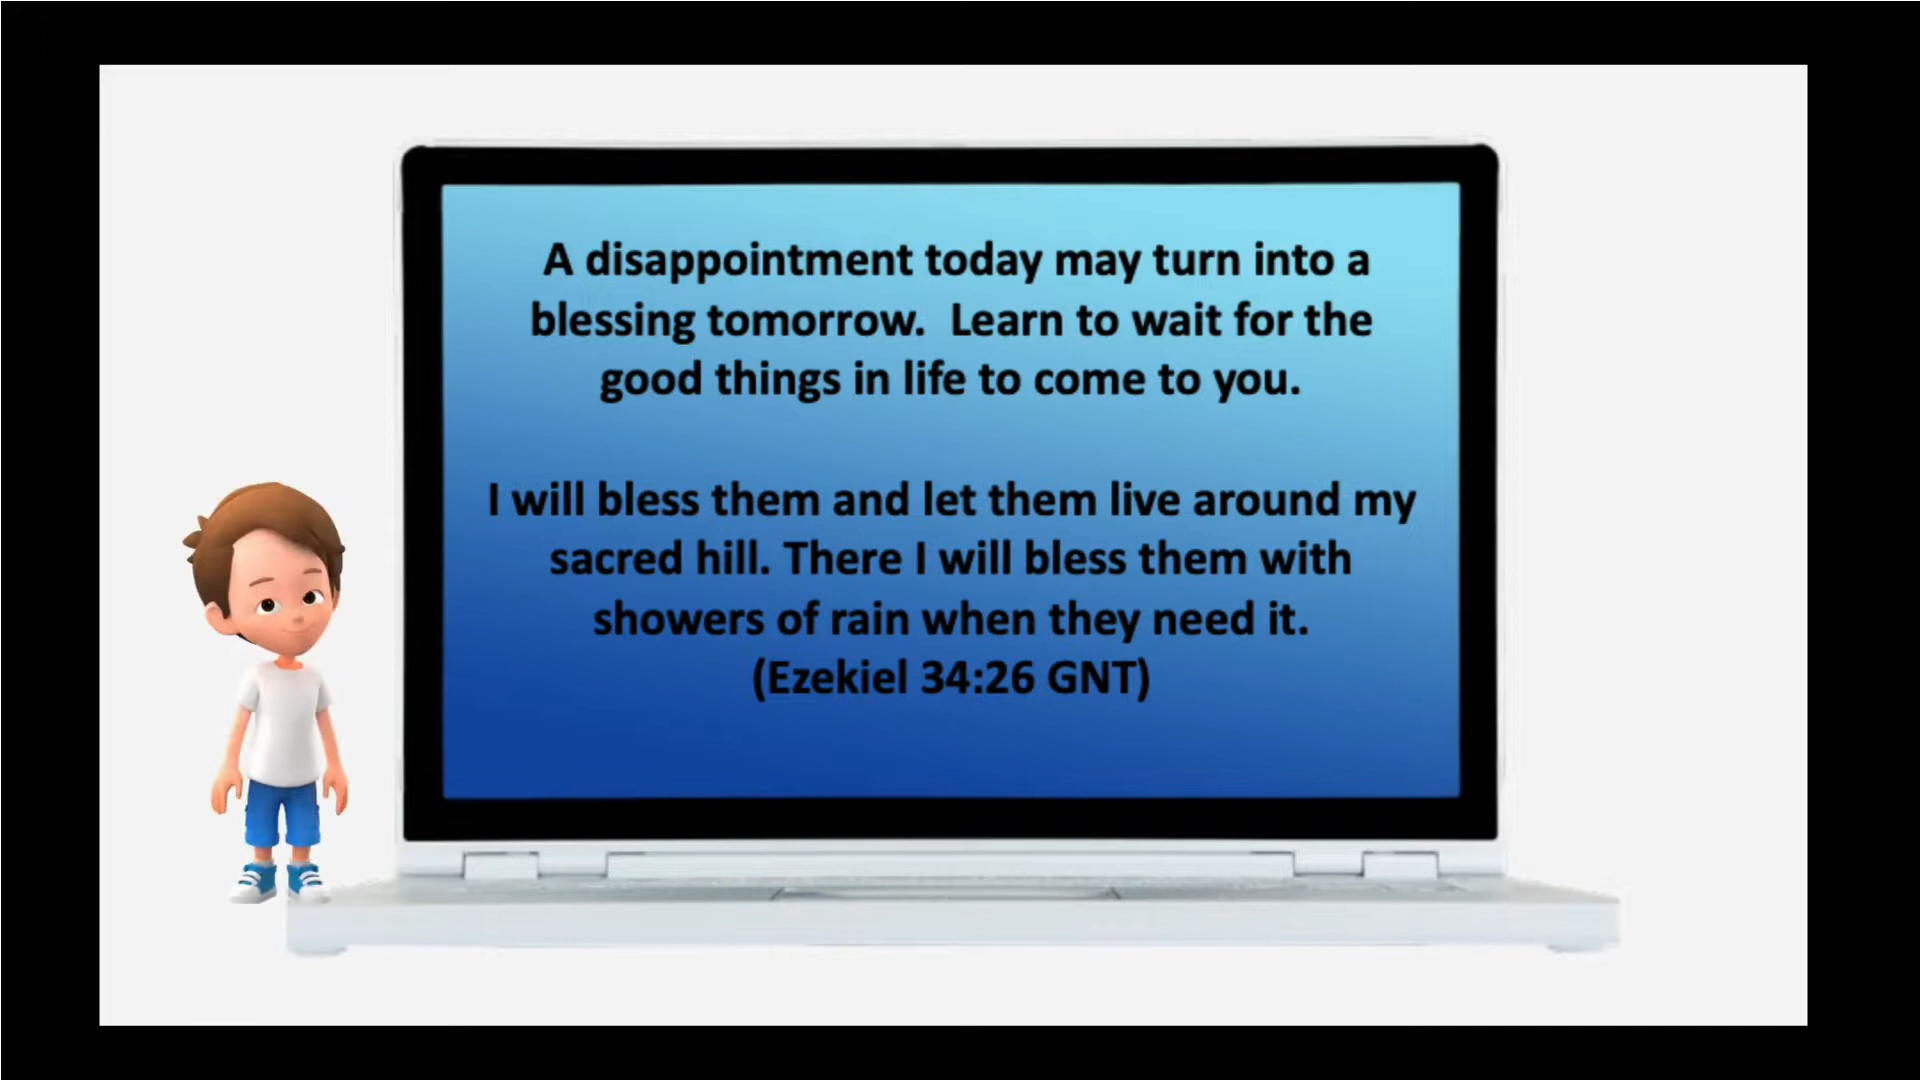 A disappointment today may turn into a
blessing tomorrow.  Learn to wait for the
good things in life to come to you.
I will bless them and let them live around my
sacred hill. There I will bless them with
showers of rain when they need it.
(Ezekiel 34:26 GNT)